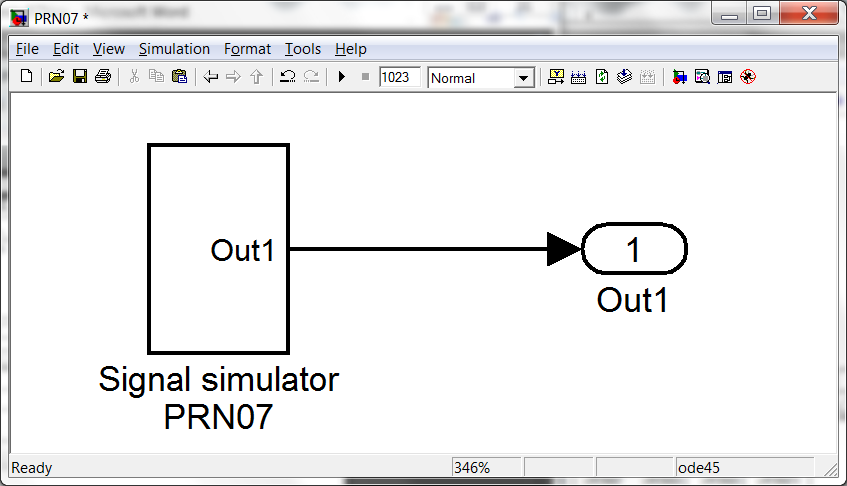 PRN07 *
File Edit View Simulation Format Tools Help
1023 Normal
Out1
1
Out1
Signal simulator
PRN07
Ready 346% ode45